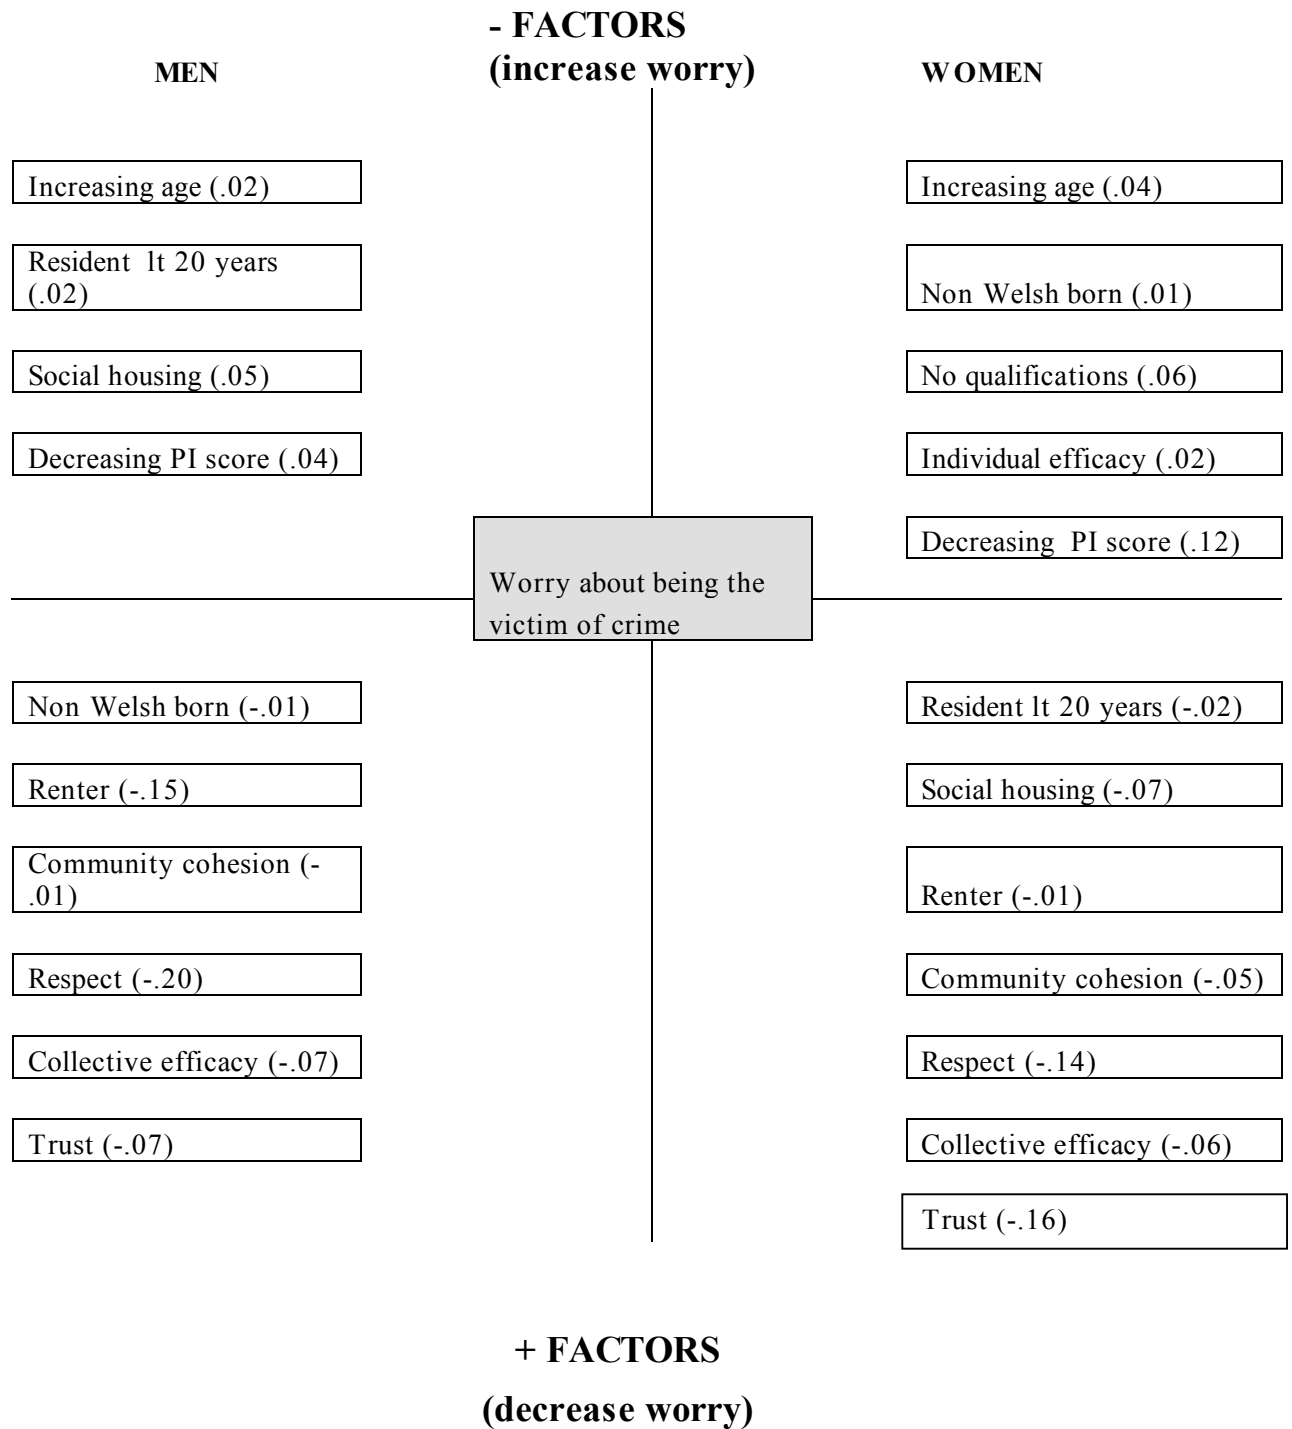 - FACTORS
MEN
(increase worry)
WOMEN
Increasing age (.02)
Increasing age (.04)
Resident lt 20 years
(.02)
Non Welsh born (.01)
Social housing (.05)
No qualifications (.06)
Decreasing PI score (.04)
Individual efficacy (.02)
Decreasing PI score (.12)
Worry about being the
victim of crime
Non Welsh born (-.01)
Resident lt 20 years (-.02)
Renter (-.15)
Social housing (-.07)
Community cohesion (-
.01)
Renter (-.01)
Respect (-.20)
Community cohesion (-.05)
Collective efficacy (-.07)
Respect (-.14)
Trust (-.07)
Collective efficacy (-.06)
Trust (-.16)
+ FACTORS
(decrease worry)